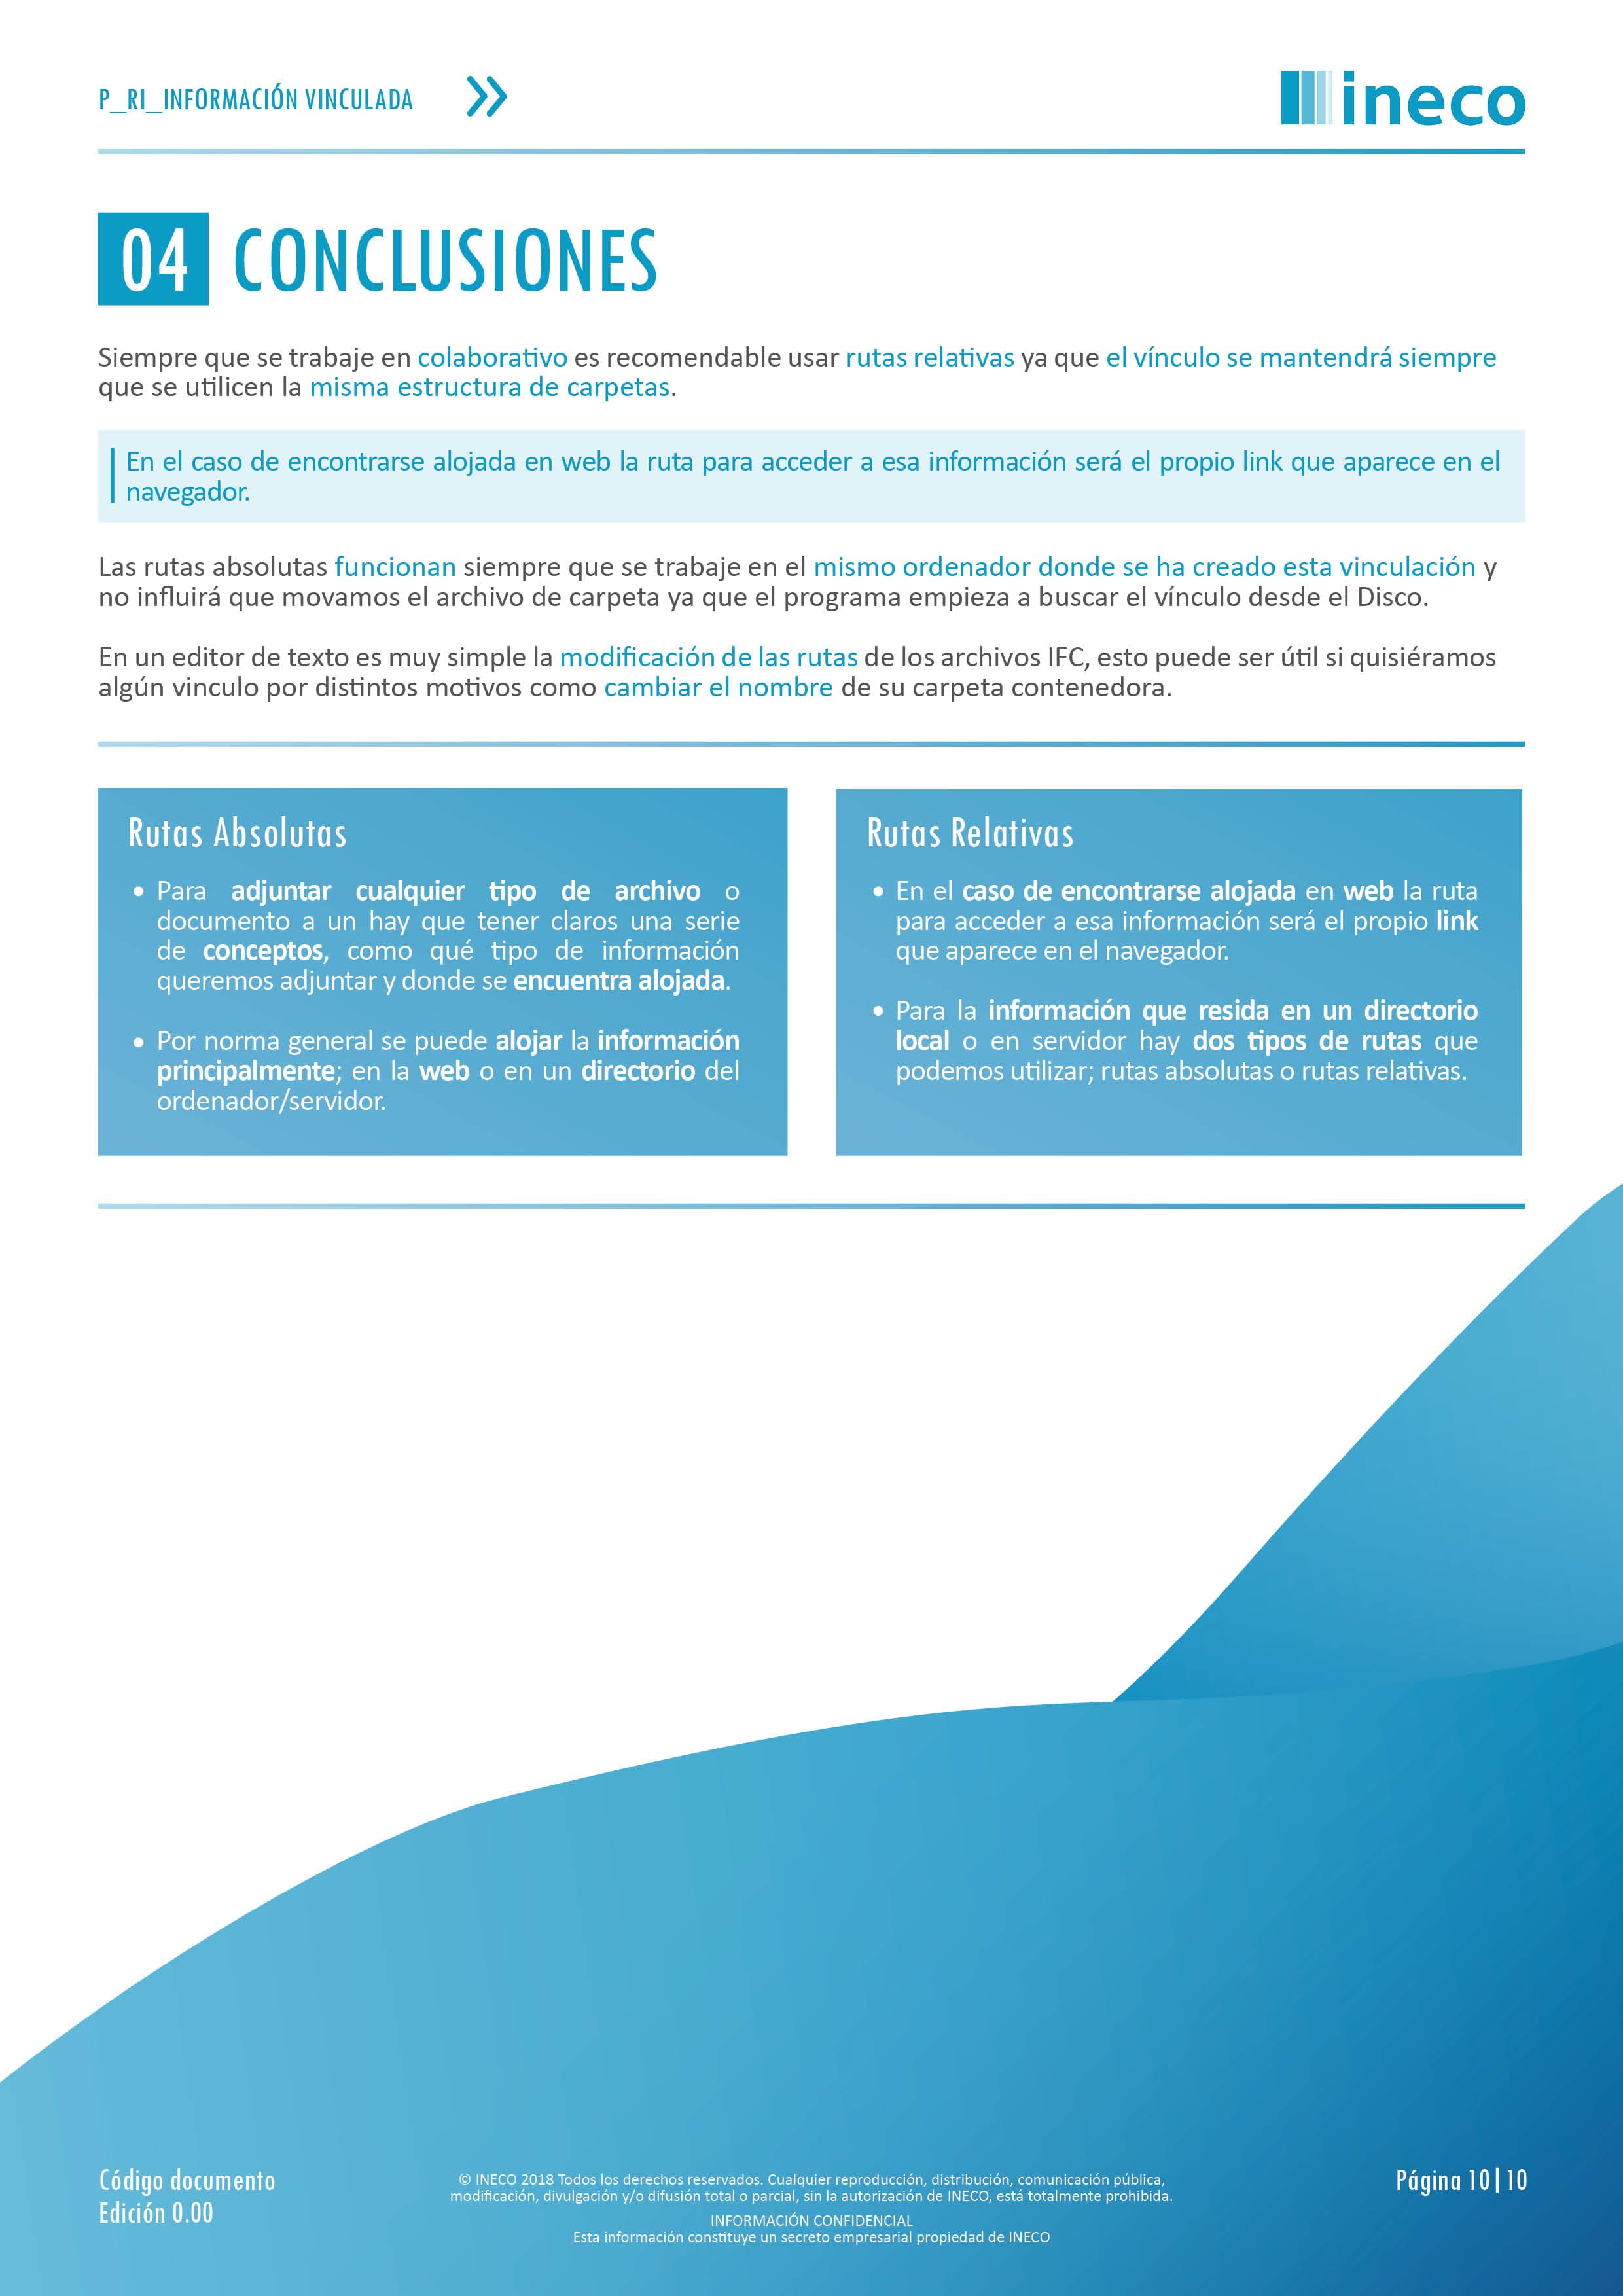 P_RI_INFORMACIÓN VINCULADA
ineco
04 CONCLUSIONES
Siempre que se trabaje en colaborativo es recomendable usar rutas relativas ya que el vínculo se mantendrá siempre
que se utilicen la misma estructura de carpetas.
En el caso de encontrarse alojada en web la ruta para acceder a esa información será el propio link que aparece en el
navegador.
Las rutas absolutas funcionan siempre que se trabaje en el mismo ordenador donde se ha creado esta vinculación y
no influirá que movamos el archivo de carpeta ya que el programa empieza a buscar el vínculo desde el Disco.
En un editor de texto es muy simple la modificación de las rutas de los archivos IFC, esto puede ser útil si quisiéramos
algún vinculo por distintos motivos como cambiar el nombre de su carpeta contenedora.
Rutas Absolutas
• Para adjuntar cualquier tipo de archivo o
documento a un hay que tener claros una serie
de conceptos, como qué tipo de información
queremos adjuntar y donde se encuentra alojada.
• Por norma general se puede alojar la información
principalmente; en la web o en un directorio del
ordenador/servidor.
Rutas Relativas
• En el caso de encontrarse alojada en web la ruta
para acceder a esa información será el propio link
que aparece en el navegador.
• Para la información que resida en un directorio
local o en servidor hay dos tipos de rutas que
podemos utilizar; rutas absolutas o rutas relativas.
Código documento
Edición 0.00
© INECO 2018 Todos los derechos reservados. Cualquier reproducción, distribución, comunicación pública,
modificación, divulgación y/o difusión total o parcial, sin la autorización de INECO, está totalmente prohibida.
INFORMACIÓN CONFIDENCIAL
Esta información constituye un secreto empresarial propiedad de INECO
Página 10|10